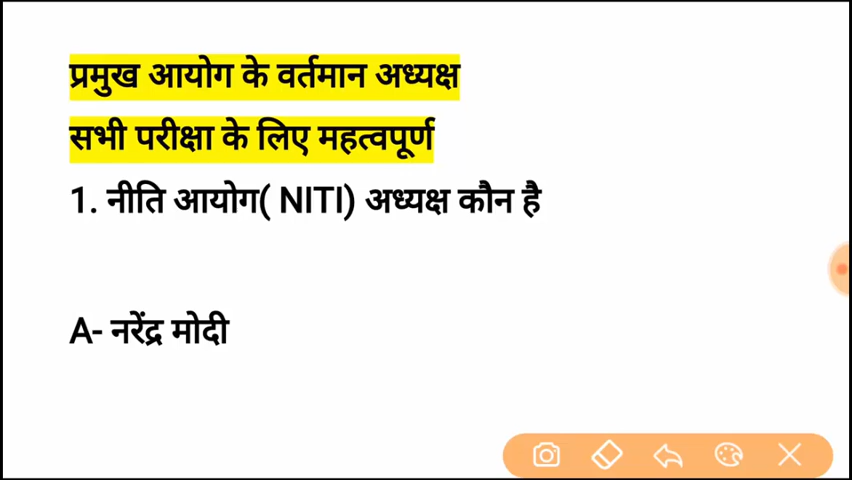 प्रमुख आयोग के वर्तमान अध्यक्ष
सभी परीक्षा के लिए महत्वपूर्ण
1. नीति आयोग( NITI) अध्यक्ष कौन है
A- नरेंद्र मोदी